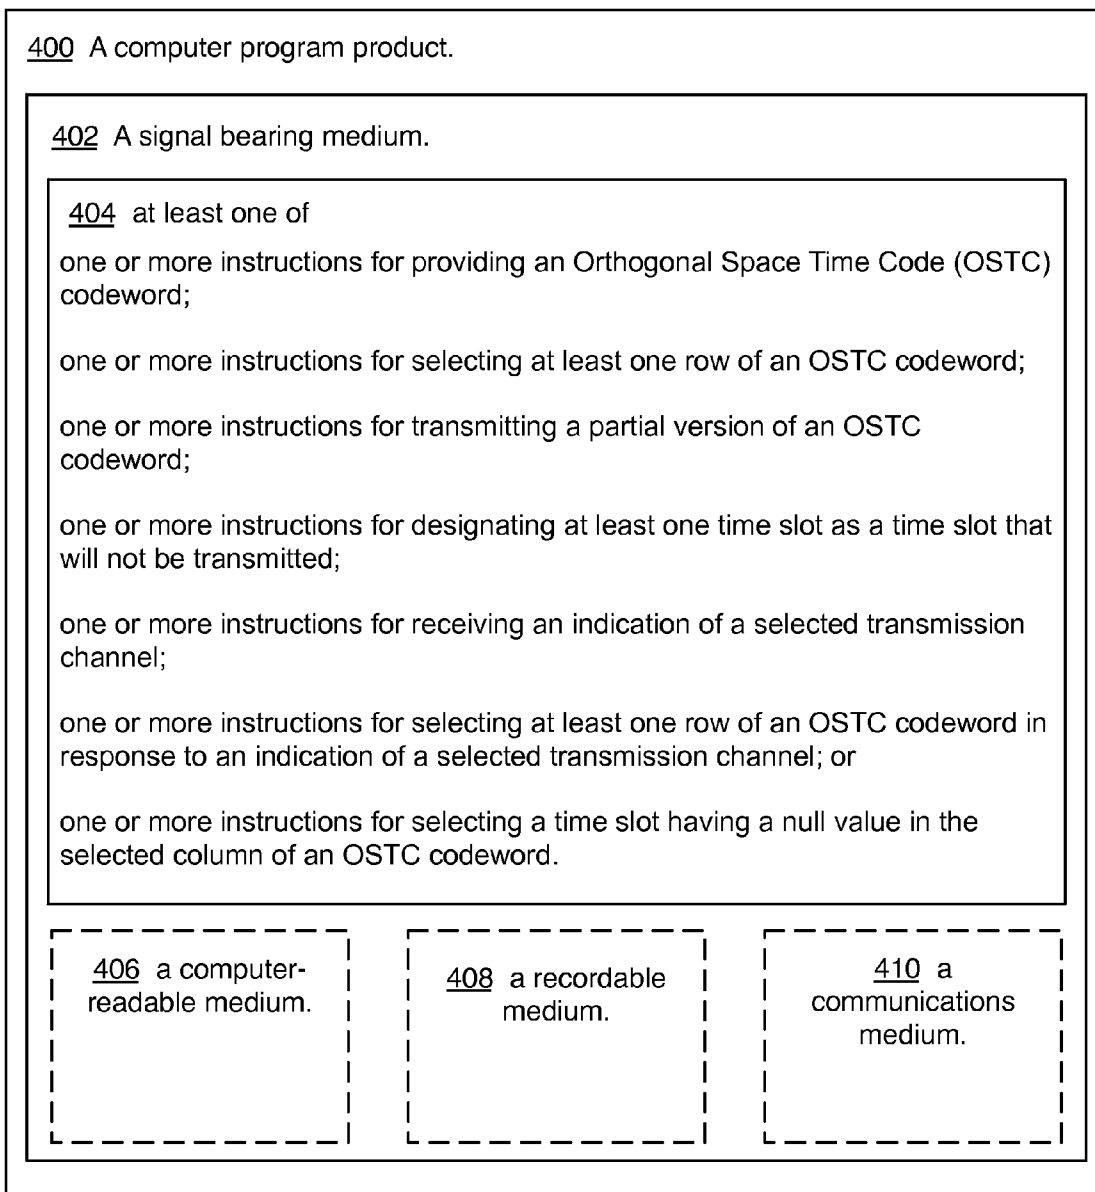 400 A computer program product.
402 A signal bearing medium.
404 at least one of
one or more instructions for providing an Orthogonal Space Time Code (OSTC)
codeword;
one or more instructions for selecting at least one row of an OSTC codeword;
one or more instructions for transmitting a partial version of an OSTC
codeword;
one or more instructions for designating at least one time slot as a time slot that
will not be transmitted;
one or more instructions for receiving an indication of a selected transmission
channel;
one or more instructions for selecting at least one row of an OSTC codeword in
response to an indication of a selected transmission channel; or
one or more instructions for selecting a time slot having a null value in the
selected column of an OSTC codeword.
406 a computer-
readable medium.
408 a recordable
medium.
410 a
communications
medium.